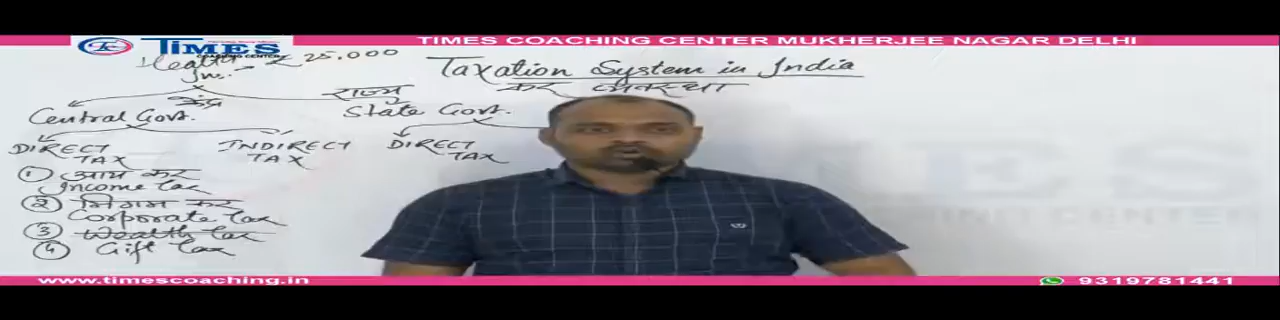 TIMES
TIMES COACHING CENTER MUKHERJEE NAGAR DELHI
Health ₹ 25,000
In.:-
Taxation System in India
कर व्यवस्था
केंद्र
राज्य
Central Govt.
State Govt.
DIRECT TAX
INDIRECT TAX
DIRECT TAX
① आय कर
Income tax
② निगम कर
Corporate tax
③ Wealth tax
④ Gift tax
www.timescoaching.in
9319781441